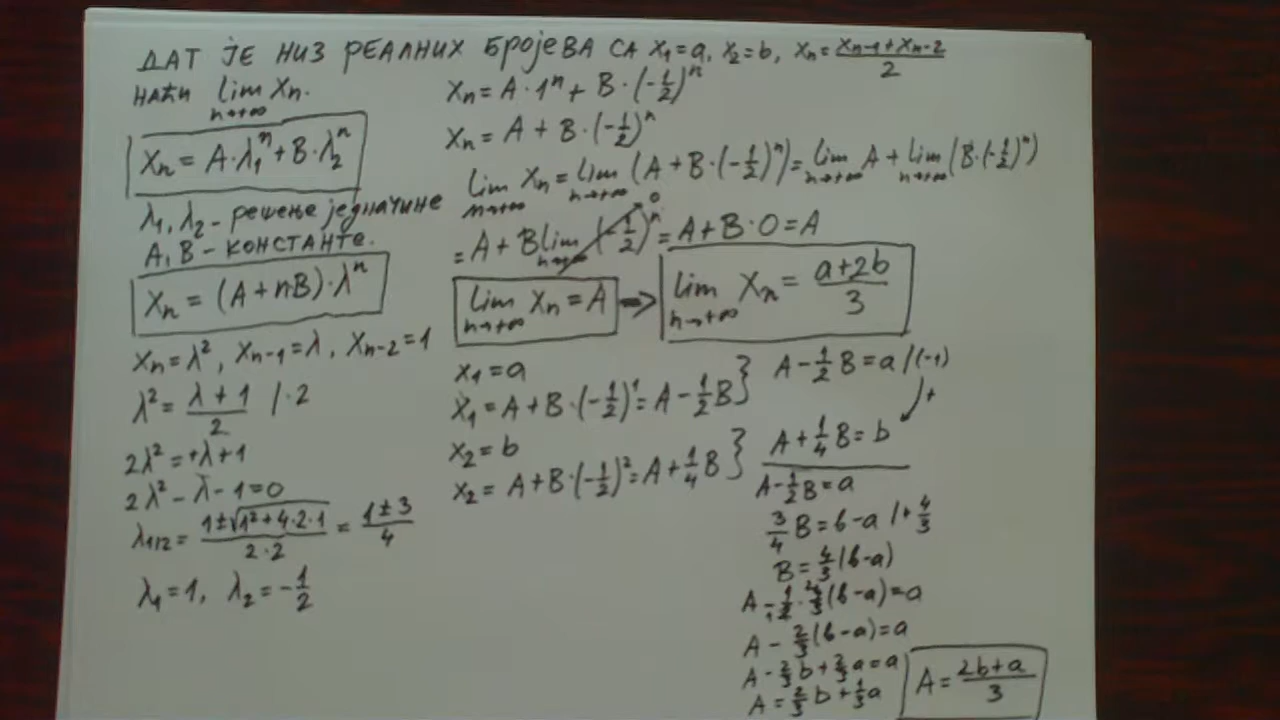 ДАТ ЈЕ НИЗ РЕАЛНИХ БРОЈЕВА СА x₁=a, x₂=b, xₙ=(xₙ₋₁+xₙ₋₂)/2
НАЋИ lim n→+∞ xₙ.
xₙ = A·λ₁ⁿ + B·λ₂ⁿ
λ₁, λ₂ - решење једначине
A, B - КОНСТАНТЕ.
xₙ = (A+nB)·λⁿ
xₙ=λ², xₙ₋₁=λ, xₙ₋₂=1
λ² = (λ+1)/2 /·2
2λ² = +λ+1
2λ² - λ - 1 = 0
λ₁/₂ = (1±√(1²+4·2·1))/(2·2) = (1±3)/4
λ₁=1, λ₂=-1/2
xₙ = A·1ⁿ + B·(-1/2)ⁿ
xₙ = A + B·(-1/2)ⁿ
lim n→+∞ xₙ = lim n→+∞ (A + B·(-1/2)ⁿ) = lim n→+∞ A + lim n→+∞ (B·(-1/2)ⁿ)
= A + B lim n→+∞ (-1/2)ⁿ 0 = A+B·0 = A
lim n→+∞ xₙ = A → lim n→+∞ xₙ = (a+2b)/3
x₁=a
x₁ = A+B·(-1/2)¹ = A - 1/2 B }
x₂=b
x₂ = A+B·(-1/2)² = A + 1/4 B }
A - 1/2 B = a /(-1)
/+
A + 1/4 B = b
A - 1/2 B = a
3/4 B = b-a /· 4/3
B = 4/3 (b-a)
A - 1/2 · 4/3 (b-a) = a
A - 2/3 (b-a) = a
A - 2/3 b + 2/3 a = a
A = 2/3 b + 1/3 a
A = (2b+a)/3